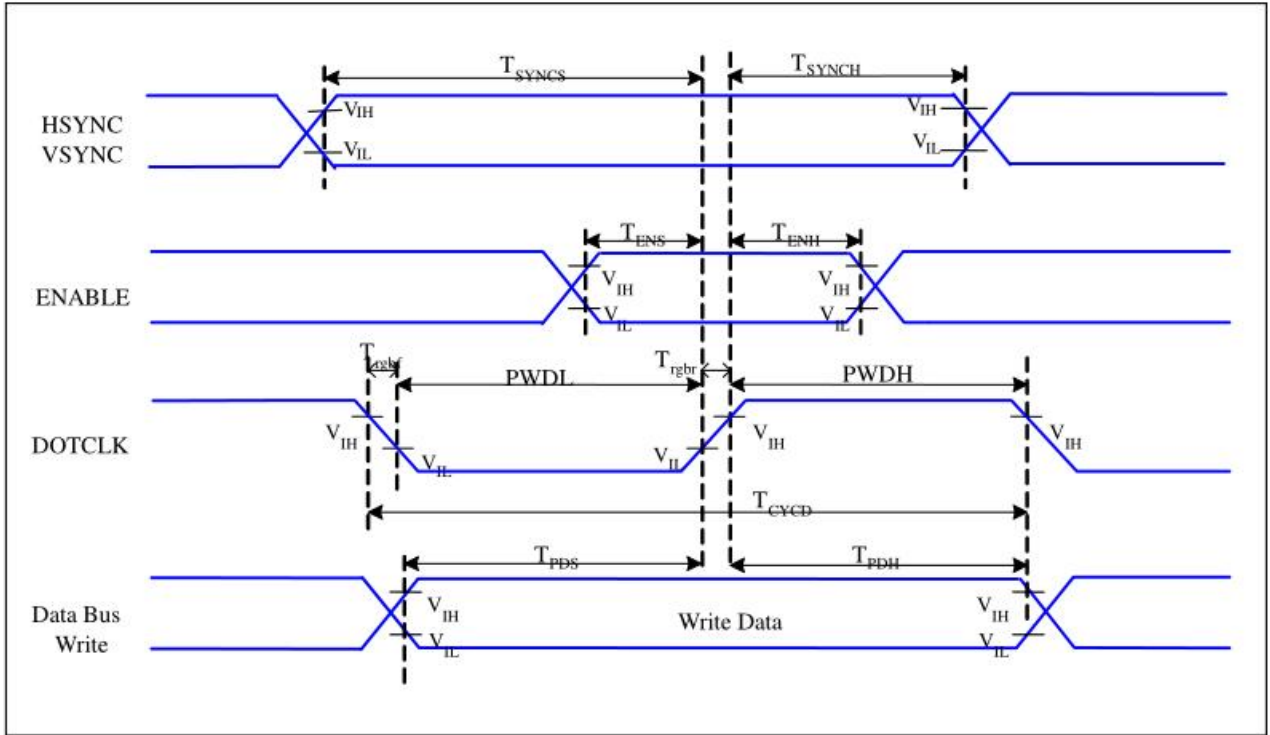 TSYNCS
TSYNCH
HSYNC
VSYNC
VIH
VIL
VIH
VIL
TENS
TENH
ENABLE
VIH
VIL
VIH
VIL
Trgbf
PWDL
Trgbr
PWDH
DOTCLK
VIH
VIL
VIL
VIH
VIH
TCYCD
TPDS
TPDH
Data Bus
Write
VIH
VIL
Write Data
VIH
VIL